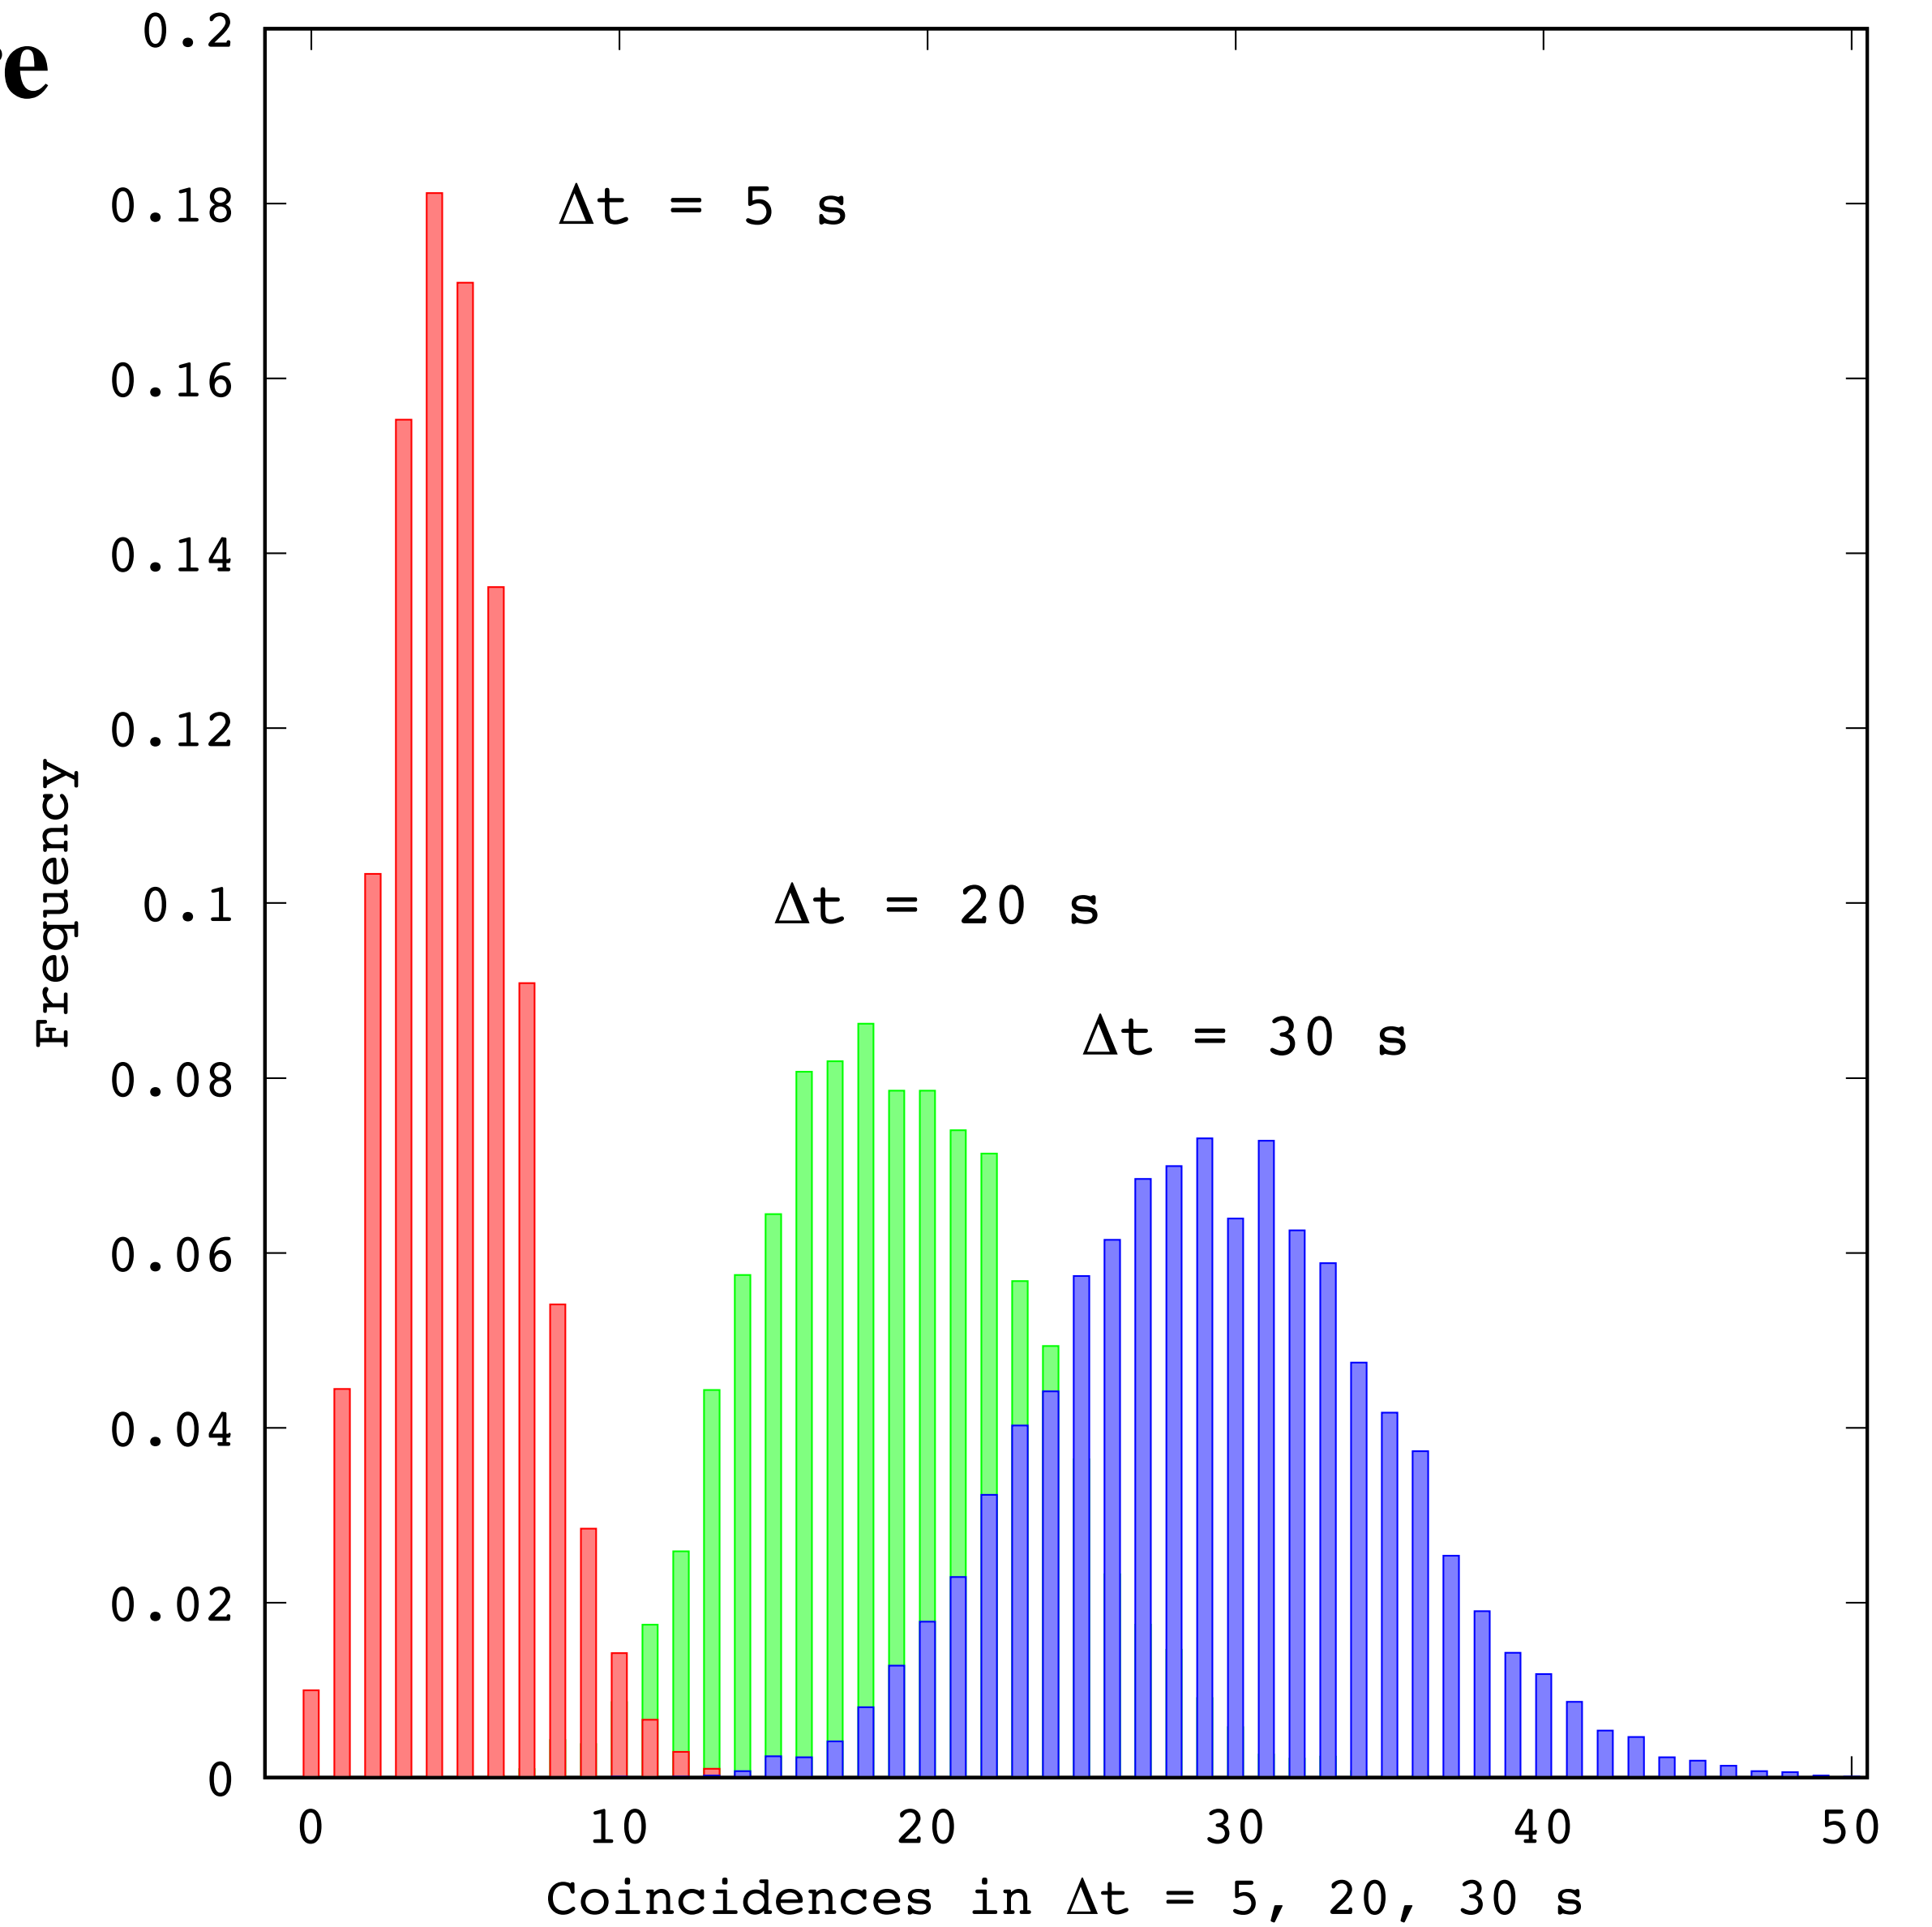 e
0.2
0.18
0.16
0.14
0.12
0.1
0.08
0.06
0.04
0.02
0
Frequency
Δt = 5 s
Δt = 20 s
Δt = 30 s
0 10 20 30 40 50
Coincidences in Δt = 5, 20, 30 s